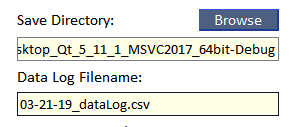 Save Directory: Browse
sktop_Qt_5_11_1_MSVC2017_64bit-Debug
Data Log Filename:
03-21-19_dataLog.csv